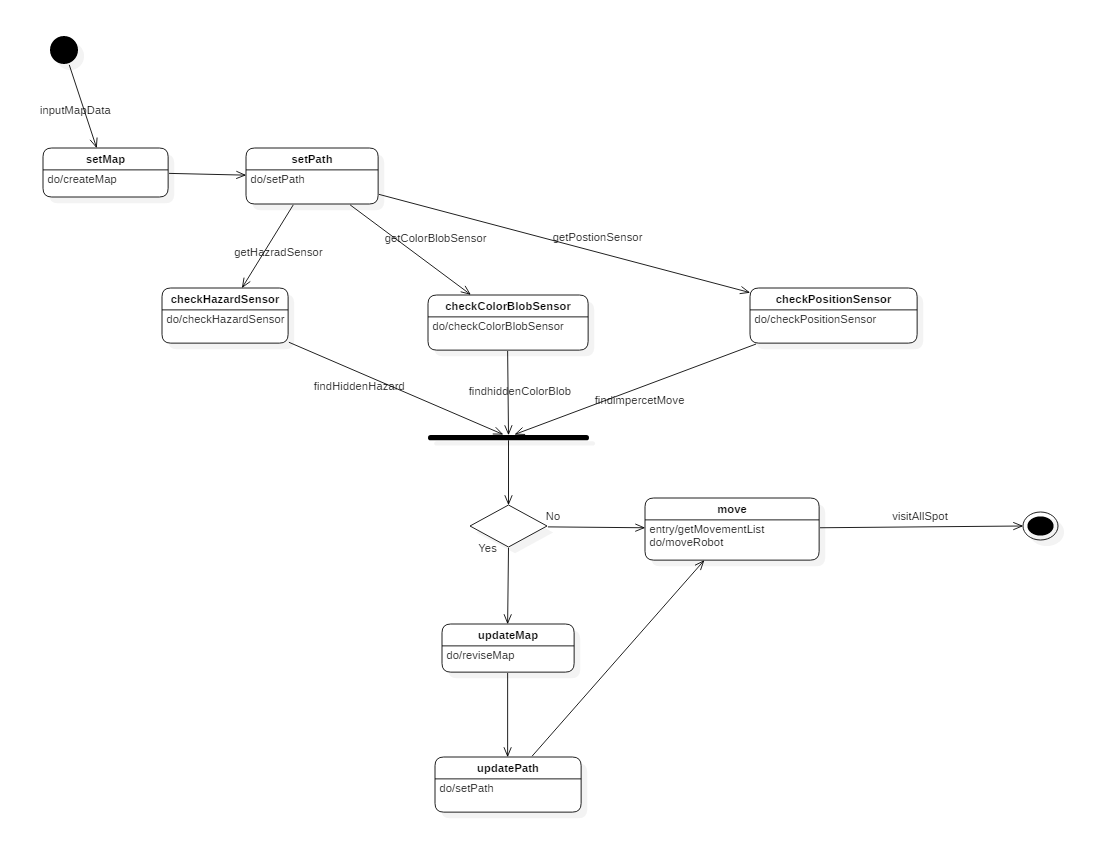 inputMapData
setMap
do/createMap
setPath
do/setPath
getHazradSensor
getColorBlobSensor
getPostionSensor
checkHazardSensor
do/checkHazardSensor
checkColorBlobSensor
do/checkColorBlobSensor
checkPositionSensor
do/checkPositionSensor
findHiddenHazard
findhiddenColorBlob
findimpercetMove
No
Yes
move
entry/getMovementList
do/moveRobot
visitAllSpot
updateMap
do/reviseMap
updatePath
do/setPath